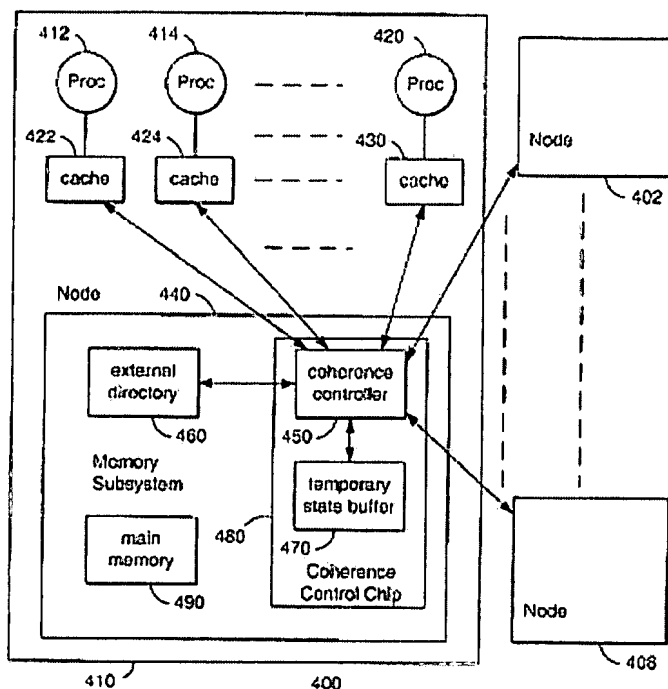 412
414
420
Proc
Proc
Proc
422
424
430
cache
cache
cache
Node
402
Node
440
external
directory
460
coherence
controller
450
Memory
Subsystem
temporary
state buffer
480
470
main
memory
490
Coherence
Control Chip
Node
410
400
408